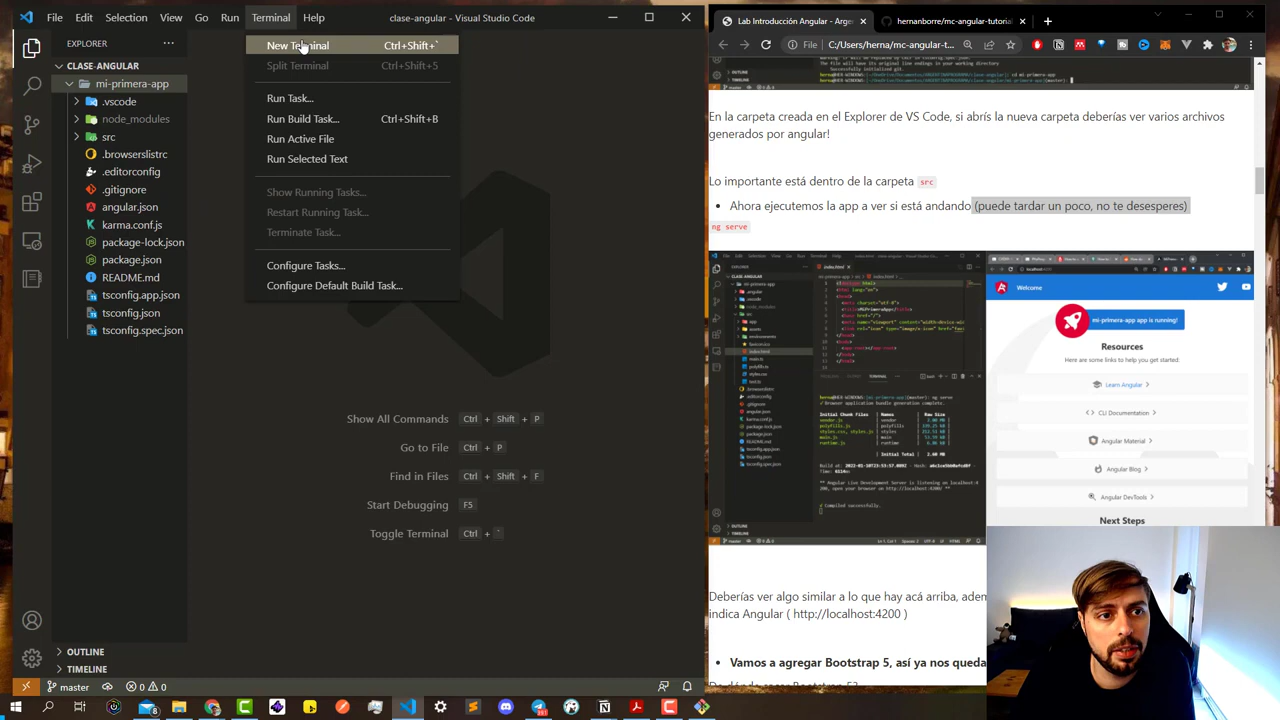 File Edit Selection View Go Run Terminal Help
clase-angular - Visual Studio Code
EXPLORER
CLASE-ANGULAR
mi-primera-app
.vscode
node_modules
src
.browserslistrc
.editorconfig
.gitignore
angular.json
karma.conf.js
package-lock.json
package.json
README.md
tsconfig.app.json
tsconfig.json
tsconfig.spec.json
OUTLINE
TIMELINE
New Terminal Ctrl+Shift+`
Split Terminal Ctrl+Shift+5
Run Task...
Run Build Task... Ctrl+Shift+B
Run Active File
Run Selected Text
Show Running Tasks...
Restart Running Task...
Terminate Task...
Configure Tasks...
Configure Default Build Task...
Show All Commands Ctrl + Shift + P
Go to File Ctrl + P
Find in Files Ctrl + Shift + F
Start Debugging F5
Toggle Terminal Ctrl + `
master 0 0
Lab Introducción Angular - Arge
hernanborre/mc-angular-tutorial
File C:/Users/herna/mc-angular-t...
En la carpeta creada en el Explorer de VS Code, si abrís la nueva carpeta deberías ver varios archivos
generados por angular!
Lo importante está dentro de la carpeta src
• Ahora ejecutemos la app a ver si está andando (puede tardar un poco, no te desesperes)
ng serve
Welcome
mi-primera-app app is running!
Resources
Here are some links to help you get started:
Learn Angular
CLI Documentation
Angular Material
Angular Blog
Angular DevTools
Next Steps
Deberías ver algo similar a lo que hay acá arriba, adem
indica Angular ( http://localhost:4200 )
• Vamos a agregar Bootstrap 5, así ya nos queda